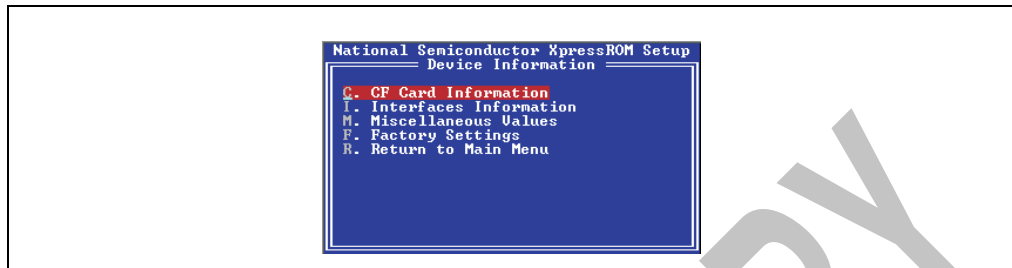 National Semiconductor XpressROM Setup
Device Information
C. CF Card Information
I. Interfaces Information
M. Miscellaneous Values
F. Factory Settings
R. Return to Main Menu